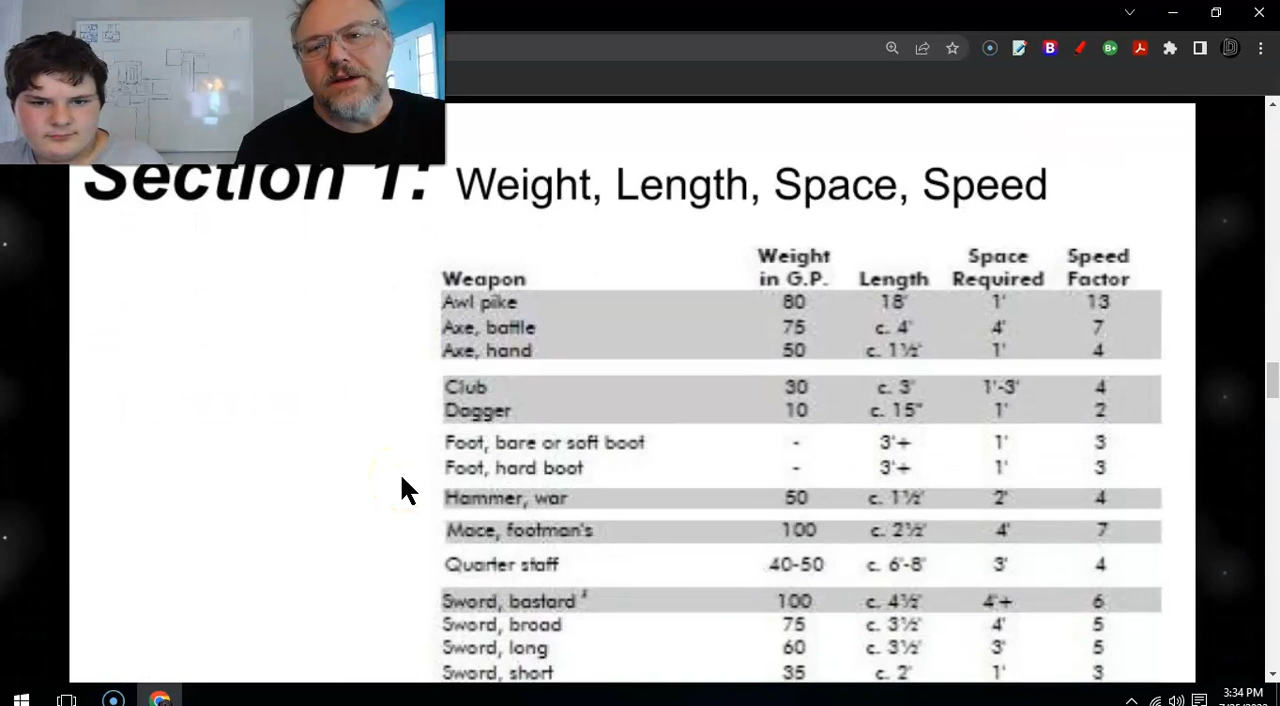 Section 1: Weight, Length, Space, Speed
Weapon Weight in G.P. Length Space Required Speed Factor
Awl pike 80 18' 1' 13
Axe, battle 75 c. 4' 4' 7
Axe, hand 50 c. 1½' 1' 4
Club 30 c. 3' 1'-3' 4
Dagger 10 c. 15" 1' 2
Foot, bare or soft boot - 3'+ 1' 3
Foot, hard boot - 3'+ 1' 3
Hammer, war 50 c. 1½' 2' 4
Mace, footman's 100 c. 2½' 4' 7
Quarter staff 40-50 c. 6'-8' 3' 4
Sword, bastard 100 c. 4½' 4'+ 6
Sword, broad 75 c. 3½' 4' 5
Sword, long 60 c. 3½' 3' 5
Sword, short 35 c. 2' 1' 3
3:34 PM